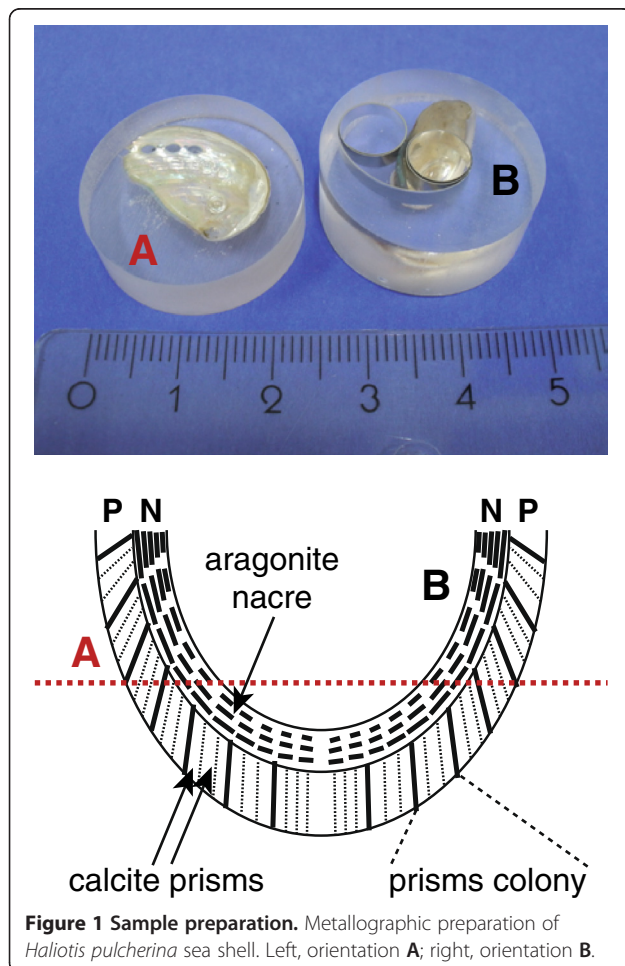 A
B
0 1 2 3 4 5
P N N P
aragonite
nacre
B
A
calcite prisms prisms colony
Figure 1 Sample preparation. Metallographic preparation of
Haliotis pulcherina sea shell. Left, orientation A; right, orientation B.